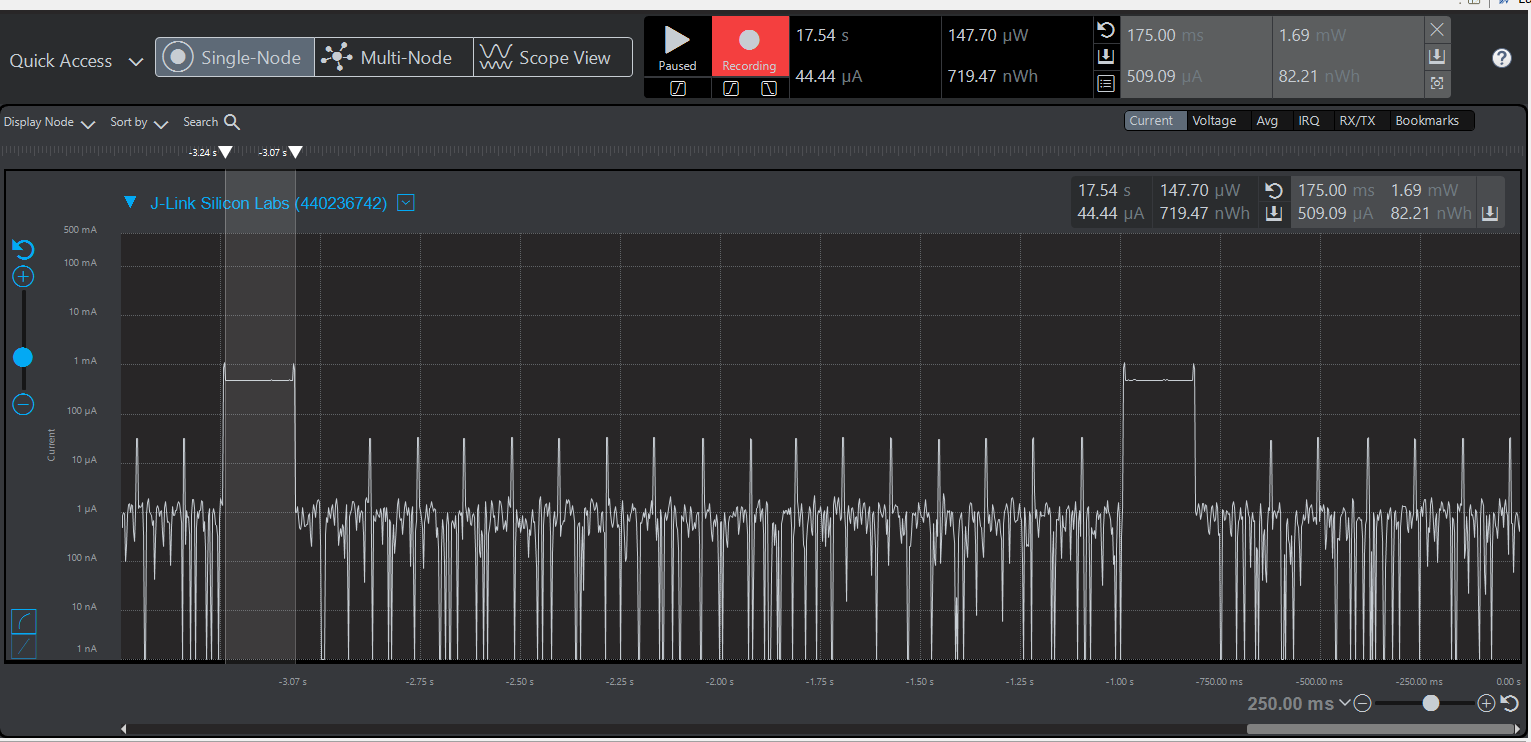 Quick Access
Single-Node
Multi-Node
Scope View
Paused
Recording
17.54 s
147.70 µW
175.00 ms
1.69 mW
44.44 µA
719.47 nWh
509.09 µA
82.21 nWh
?
Display Node
Sort by
Search
Current
Voltage
Avg
IRQ
RX/TX
Bookmarks
-3.24 s
-3.07 s
J-Link Silicon Labs (440236742)
17.54 s
147.70 µW
175.00 ms
1.69 mW
44.44 µA
719.47 nWh
509.09 µA
82.21 nWh
500 mA
100 mA
10 mA
1 mA
100 µA
10 µA
1 µA
100 nA
10 nA
1 nA
Current
-3.07 s
-2.75 s
-2.50 s
-2.25 s
-2.00 s
-1.75 s
-1.50 s
-1.25 s
-1.00 s
-750.00 ms
-500.00 ms
-250.00 ms
0.00 s
250.00 ms